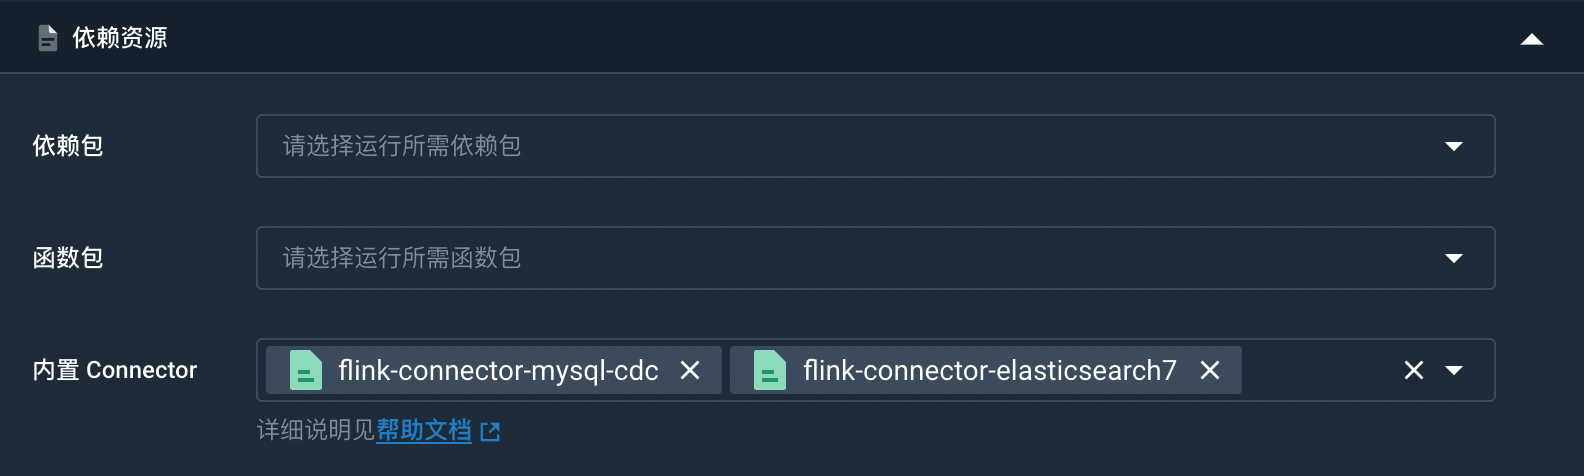 依赖资源
依赖包 请选择运行所需依赖包
函数包 请选择运行所需函数包
内置 Connector flink-connector-mysql-cdc flink-connector-elasticsearch7
详细说明见帮助文档